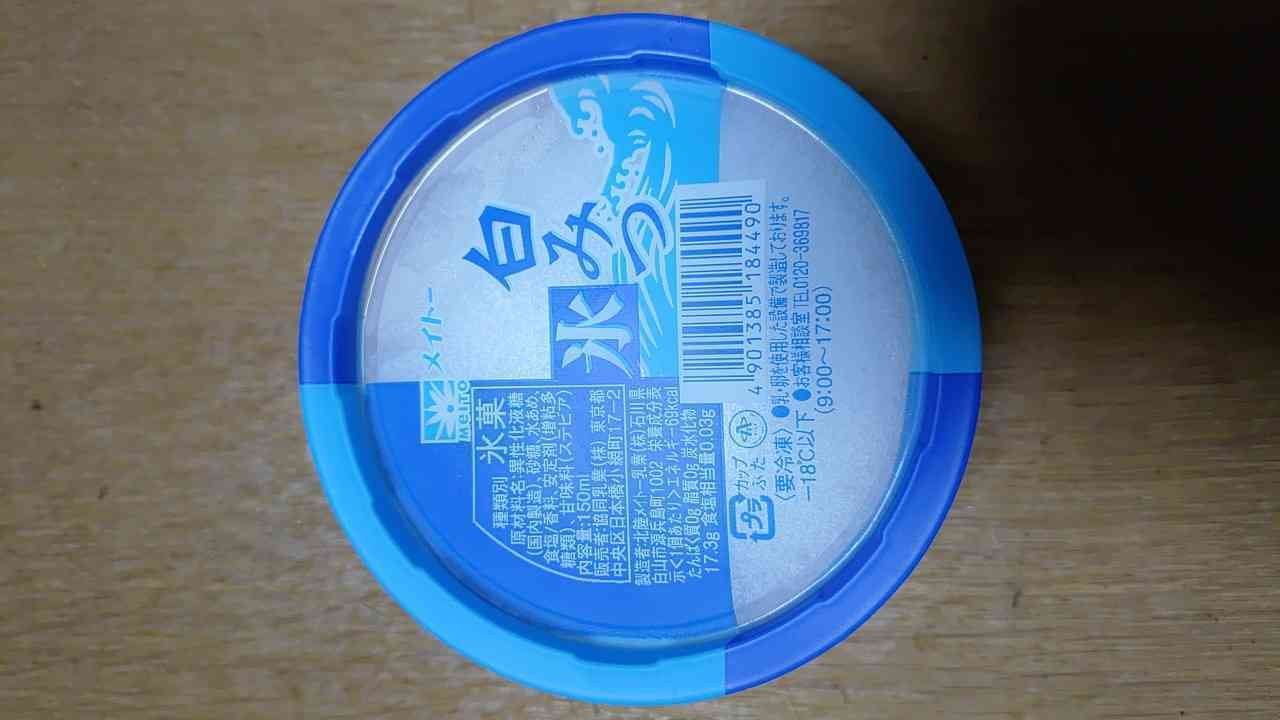 メイトー
Meito
氷
白
みつ
種類別 氷菓
原材料名:異性化液糖
(国内製造)、砂糖、水あめ、
食塩/香料、安定剤(増粘多
糖類)、甘味料(ステビア)
内容量:150ml
販売者:協同乳業(株) 東京都
中央区日本橋小網町17-2
製造者:北陸メイトー乳業(株)石川県
白山市源兵島町1002 栄養成分表
示<1個あたり>エネルギー69kcal
たんぱく質0g 脂質0g 炭水化物
17.3g 食塩相当量0.03g
4 901385 184490
プラ
カップ
ふた
(要冷凍)
-18℃以下
●乳・卵を使用した設備で製造しております。
●お客様相談室 TEL0120-369817
(9:00〜17:00)